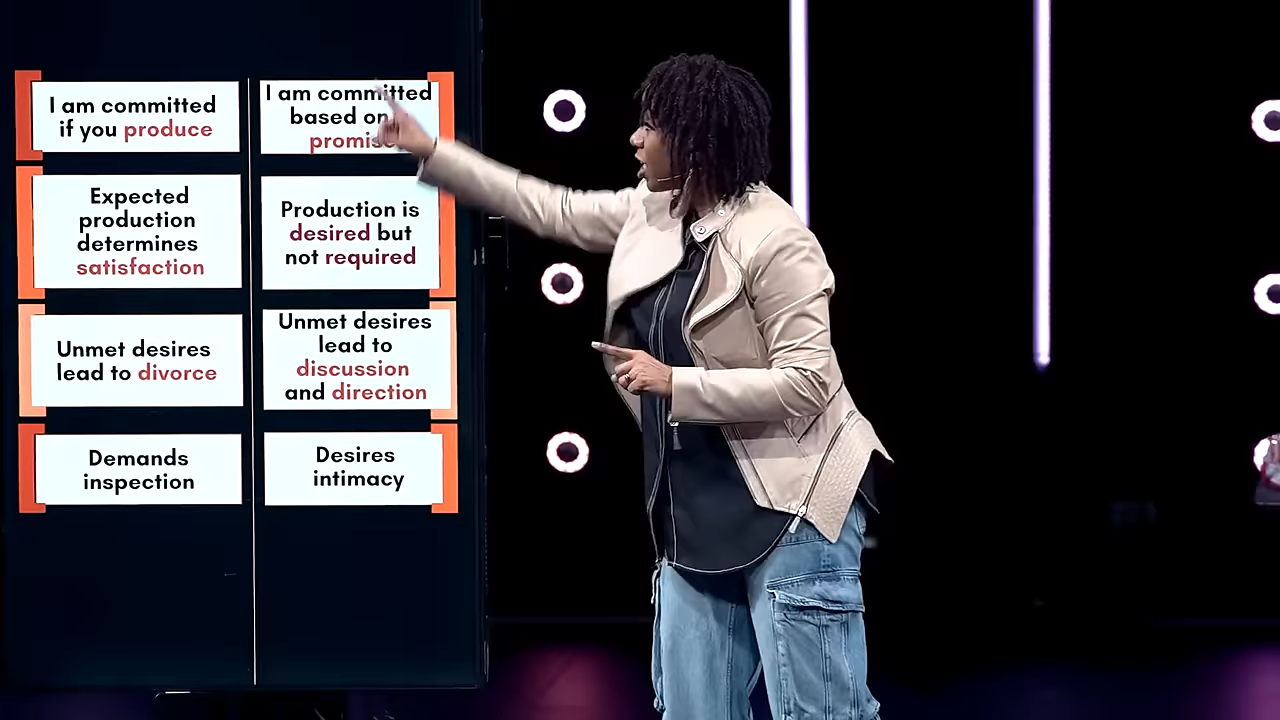 I am committed
if you produce
Expected
production
determines
satisfaction
Unmet desires
lead to divorce
Demands
inspection
I am committed
based on
Production is
desired but
not required
Unmet desires
lead to
discussion
and direction
Desires
intimacy